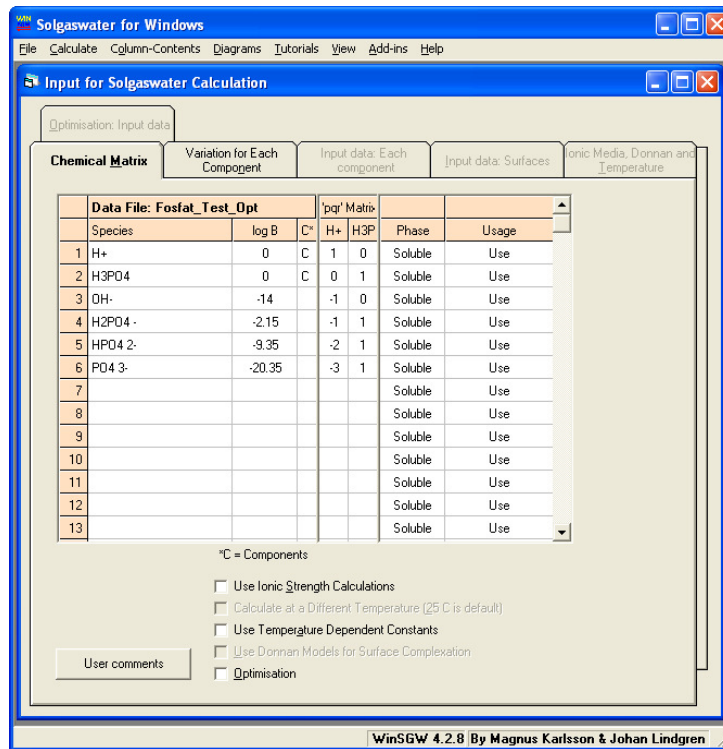 WIN Solgaswater for Windows
File Calculate Column-Contents Diagrams Tutorials View Add-ins Help
Input for Solgaswater Calculation
Optimisation: Input data
Chemical Matrix Variation for Each Component Input data: Each component Input data: Surfaces Ionic Media, Donnan and Temperature
Data File: Fosfat_Test_Opt 'pqr' Matri
Species log B C* H+ H3P Phase Usage
1 H+ 0 C 1 0 Soluble Use
2 H3PO4 0 C 0 1 Soluble Use
3 OH- -14 -1 0 Soluble Use
4 H2PO4 - -2.15 -1 1 Soluble Use
5 HPO4 2- -9.35 -2 1 Soluble Use
6 PO4 3- -20.35 -3 1 Soluble Use
7 Soluble Use
8 Soluble Use
9 Soluble Use
10 Soluble Use
11 Soluble Use
12 Soluble Use
13 Soluble Use
*C = Components
Use Ionic Strength Calculations
Calculate at a Different Temperature (25 C is default)
Use Temperature Dependent Constants
Use Donnan Models for Surface Complexation
User comments
Optimisation
WinSGW 4.2.8 By Magnus Karlsson & Johan Lindgren